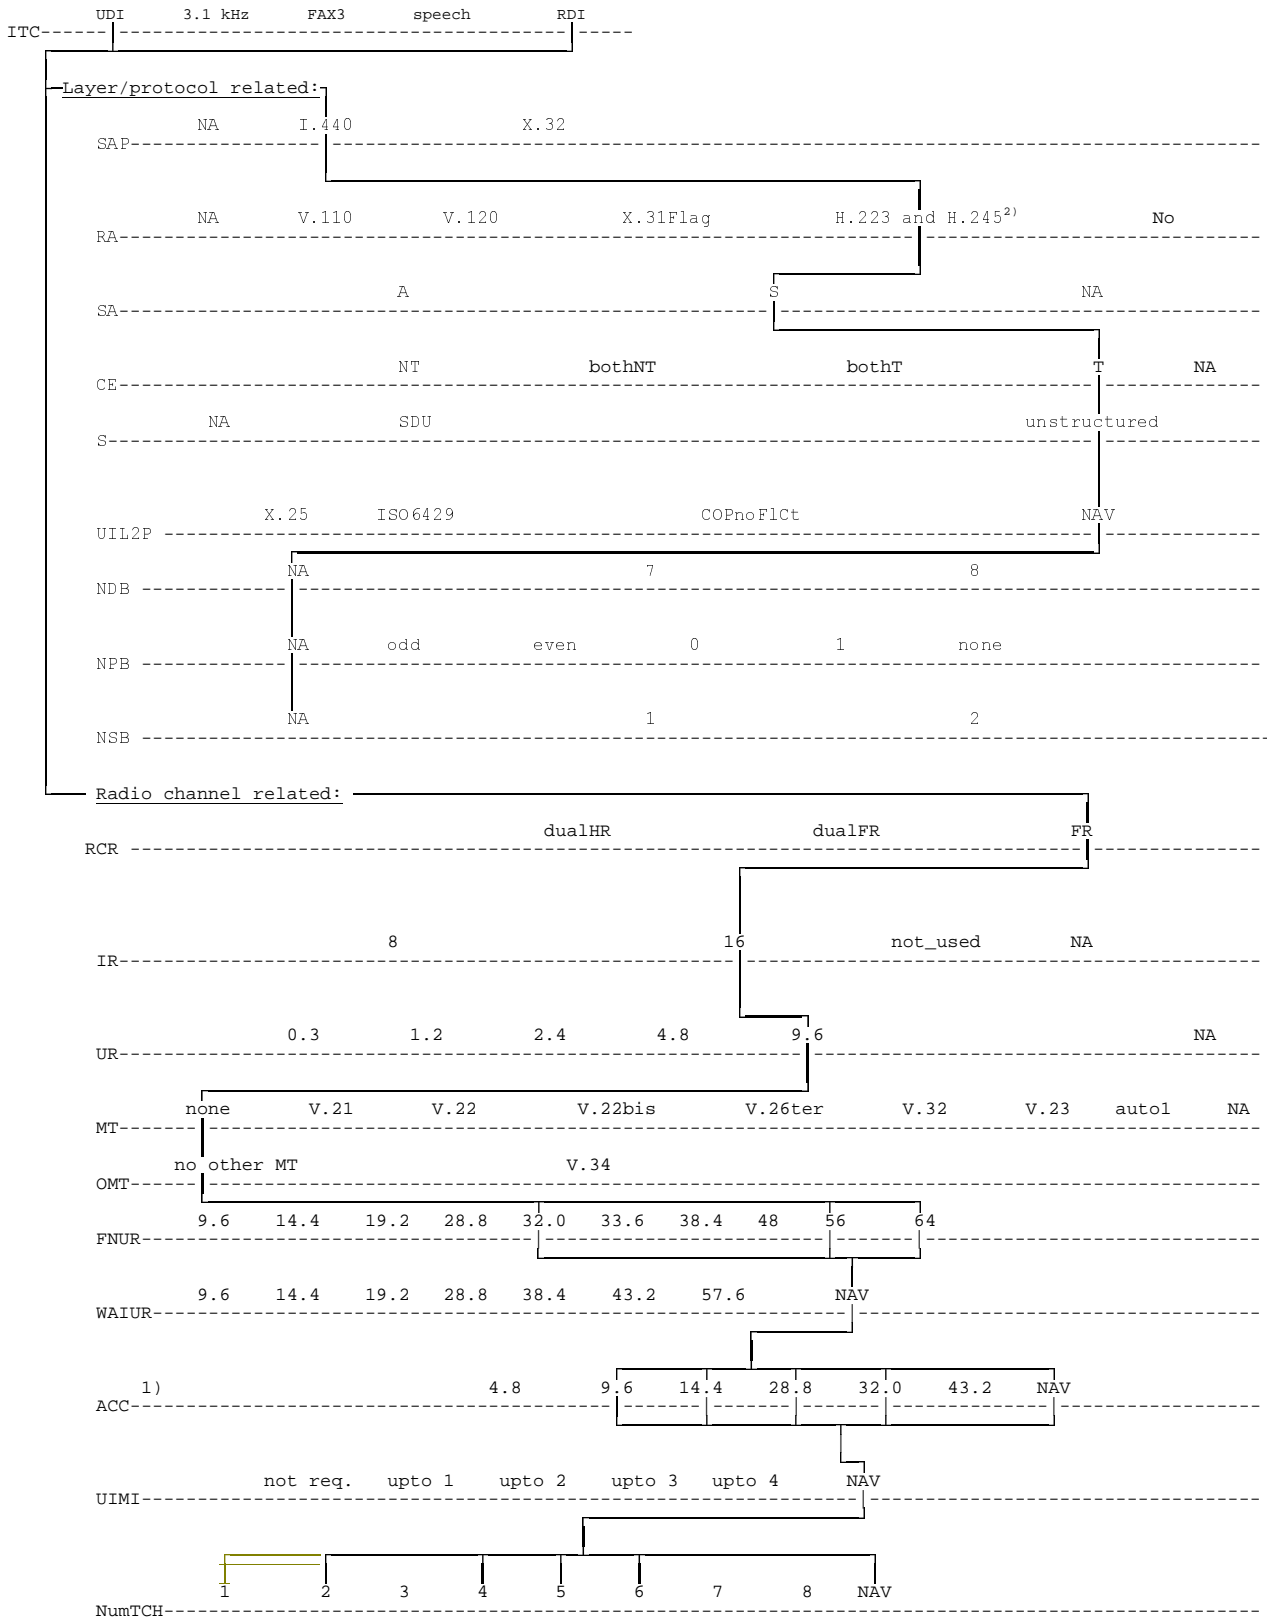 UDI 3.1 kHz FAX3 speech RDI
ITC
Layer/protocol related:
NA I.440 X.32
SAP
NA V.110 V.120 X.31Flag H.223 and H.245²⁾ No
RA
A S NA
SA
NT bothNT bothT T NA
CE
NA SDU unstructured
S
X.25 ISO6429 COPnoFlCt NAV
UIL2P
NA 7 8
NDB
NA odd even 0 1 none
NPB
NA 1 2
NSB
Radio channel related:
dualHR dualFR FR
RCR
8 16 not_used NA
IR
0.3 1.2 2.4 4.8 9.6 NA
UR
none V.21 V.22 V.22bis V.26ter V.32 V.23 auto1 NA
MT
no other MT V.34
OMT
9.6 14.4 19.2 28.8 32.0 33.6 38.4 48 56 64
FNUR
9.6 14.4 19.2 28.8 38.4 43.2 57.6 NAV
WAIUR
1) 4.8 9.6 14.4 28.8 32.0 43.2 NAV
ACC
not req. upto 1 upto 2 upto 3 upto 4 NAV
UIMI
1 2 3 4 5 6 7 8 NAV
NumTCH